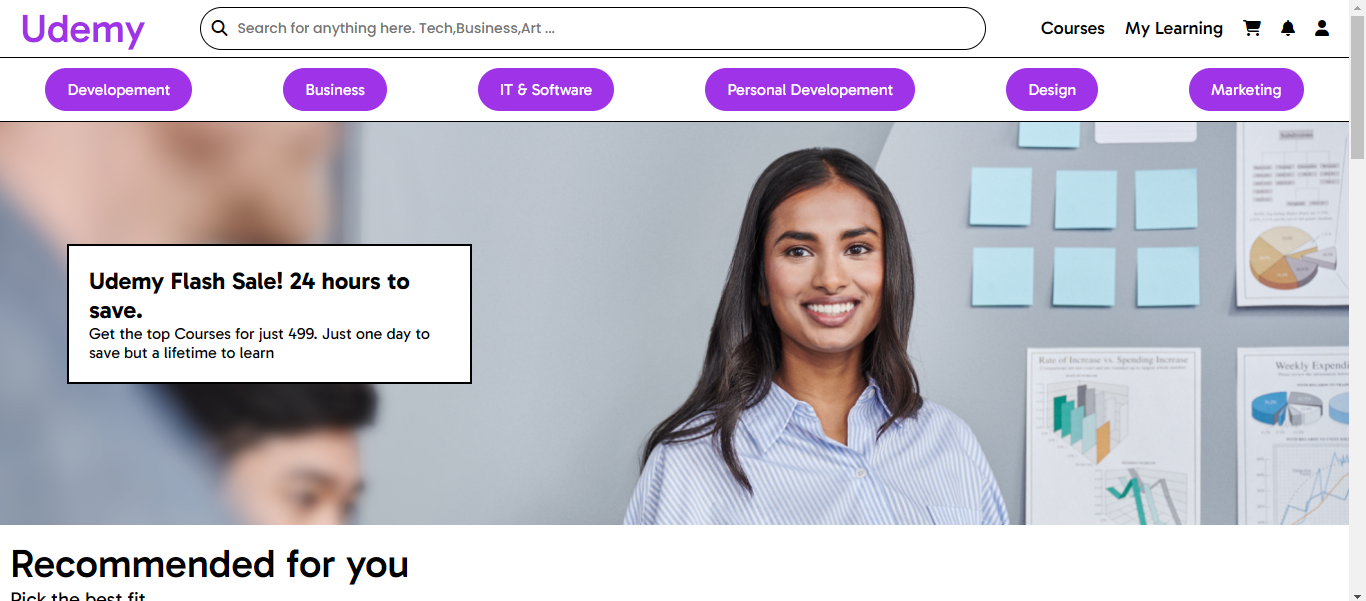 Udemy
Search for anything here. Tech,Business,Art ...
Courses
My Learning
Developement
Business
IT & Software
Personal Developement
Design
Marketing
Udemy Flash Sale! 24 hours to
save.
Get the top Courses for just 499. Just one day to
save but a lifetime to learn
Rate of Increase vs. Spending Increase
Weekly Expendi
Recommended for you
Pick the best fit